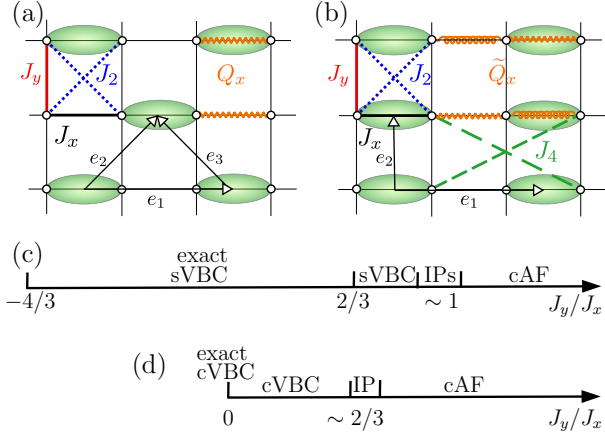 (a)
J_y
J_2
Q_x
J_x
e_2
e_3
e_1
(b)
J_y
J_2
Q̃_x
J_x
J_4
e_2
e_1
(c)
exact
sVBC sVBC IPs cAF
−4/3 2/3 ∼ 1 J_y/J_x
(d)
exact
cVBC
cVBC IP cAF
0 ∼ 2/3 J_y/J_x